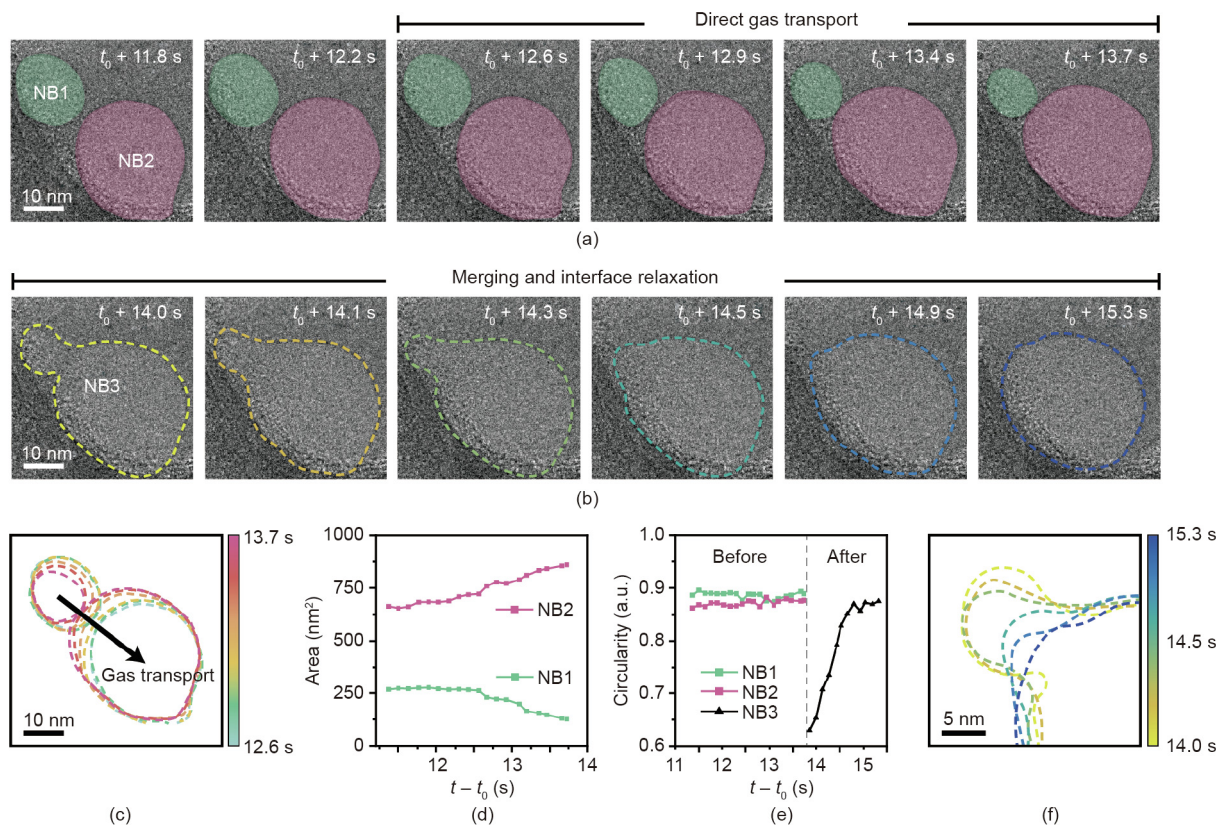 Direct gas transport
t₀ + 11.8 s
t₀ + 12.2 s
t₀ + 12.6 s
t₀ + 12.9 s
t₀ + 13.4 s
t₀ + 13.7 s
NB1
NB2
10 nm
(a)
Merging and interface relaxation
t₀ + 14.0 s
t₀ + 14.1 s
t₀ + 14.3 s
t₀ + 14.5 s
t₀ + 14.9 s
t₀ + 15.3 s
NB3
10 nm
(b)
13.7 s
Gas transport
10 nm
12.6 s
(c)
1000
750
500
250
0
Area (nm²)
NB2
NB1
12
12
13
14
t – t₀ (s)
(d)
1.0
0.9
0.8
0.7
0.6
Circularity (a.u.)
Before
After
NB1
NB2
NB3
11
12
12
13
14
14
15
t – t₀ (s)
(e)
15.3 s
14.5 s
14.0 s
5 nm
(f)